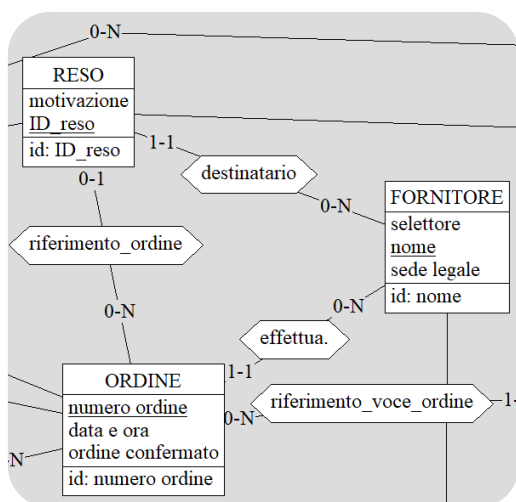 0-N
RESO
motivazione
ID_reso
id: ID_reso
1-1
0-1
destinatario
FORNITORE
0-N
selettore
nome
sede legale
id: nome
riferimento_ordine
0-N
0-N
effettua.
ORDINE
1-1
numero ordine
data e ora
ordine confermato
id: numero ordine
0-N
riferimento_voce_ordine
1-
N